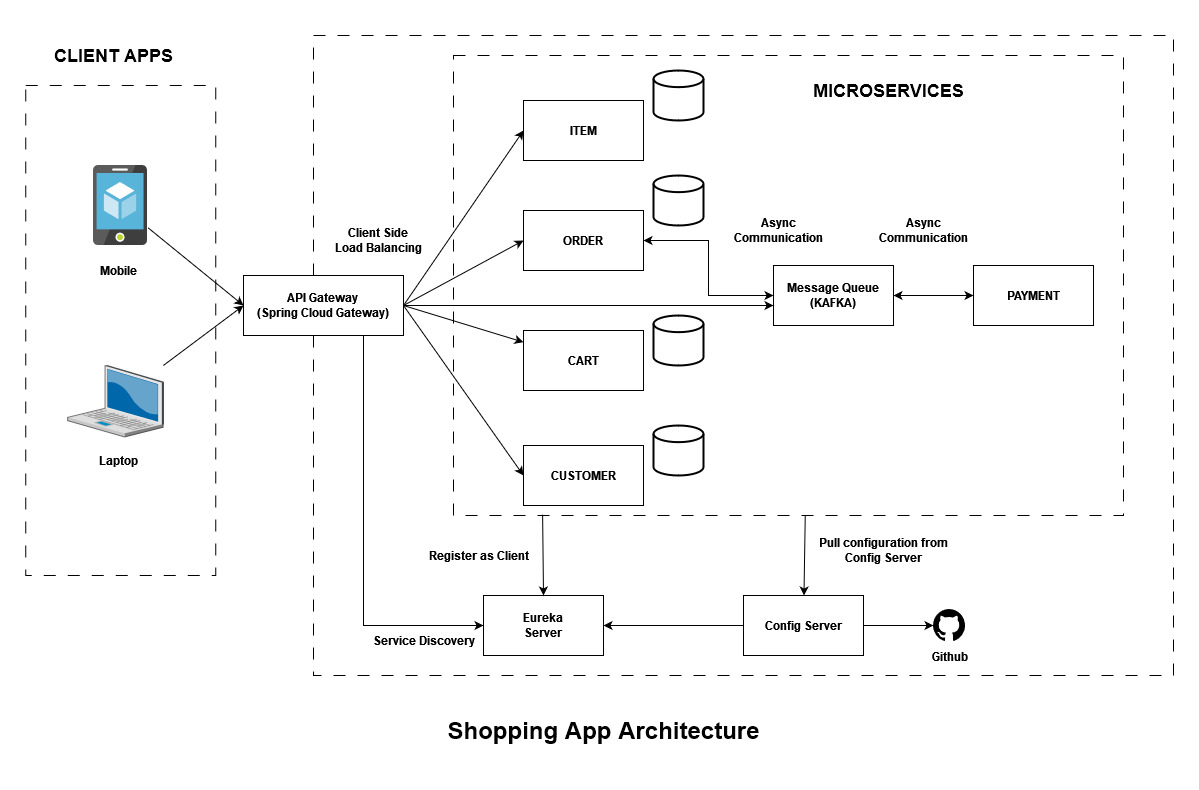 CLIENT APPS
MICROSERVICES
ITEM
Mobile
Client Side
Load Balancing
ORDER
Async
Communication
Async
Communication
API Gateway
(Spring Cloud Gateway)
Message Queue
(KAFKA)
PAYMENT
CART
Laptop
CUSTOMER
Register as Client
Pull configuration from
Config Server
Eureka
Server
Service Discovery
Config Server
Github
Shopping App Architecture